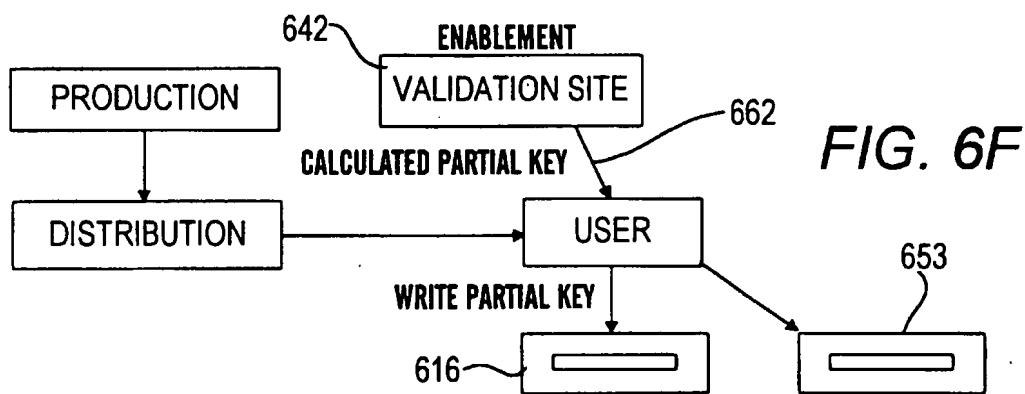 642
ENABLEMENT
PRODUCTION
VALIDATION SITE
662
FIG. 6F
CALCULATED PARTIAL KEY
DISTRIBUTION
USER
653
WRITE PARTIAL KEY
616